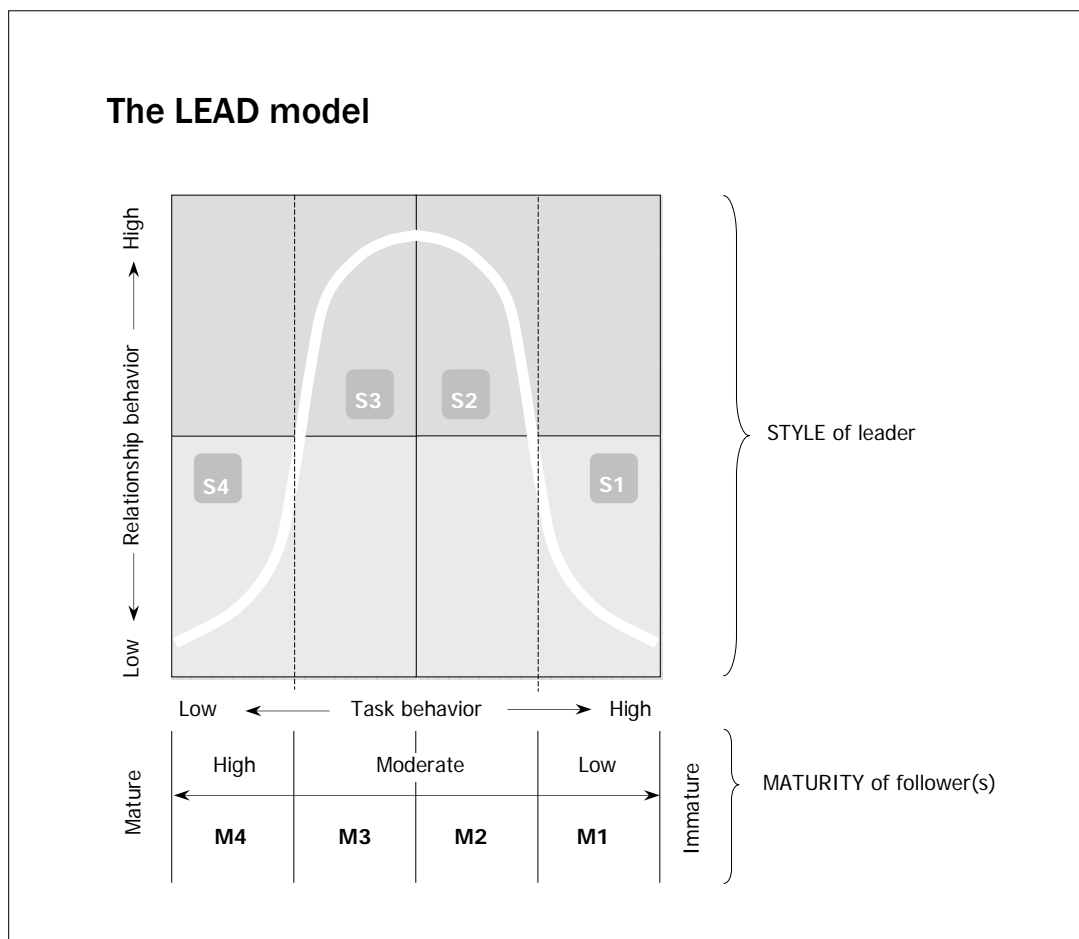 The LEAD model
High
Relationship behavior
Low
S3
S2
S4
S1
STYLE of leader
Low
Task behavior
High
Mature
High
Moderate
Low
Immature
MATURITY of follower(s)
M4
M3
M2
M1